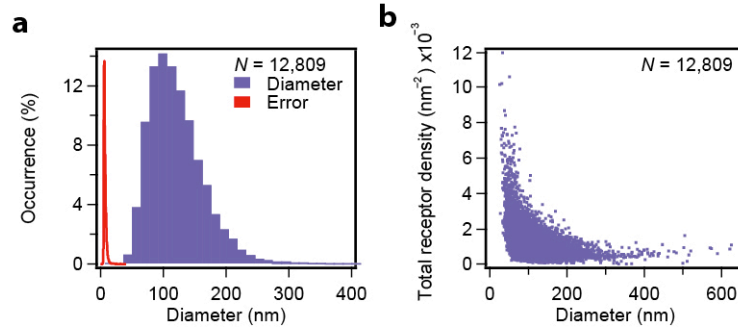 a
N = 12,809
Diameter
Error
Occurrence (%)
12
8
4
0
0 100 200 300 400
Diameter (nm)
b
N = 12,809
Total receptor density (nm⁻²) x10⁻³
12
10
8
6
4
2
0
0 200 400 600
Diameter (nm)